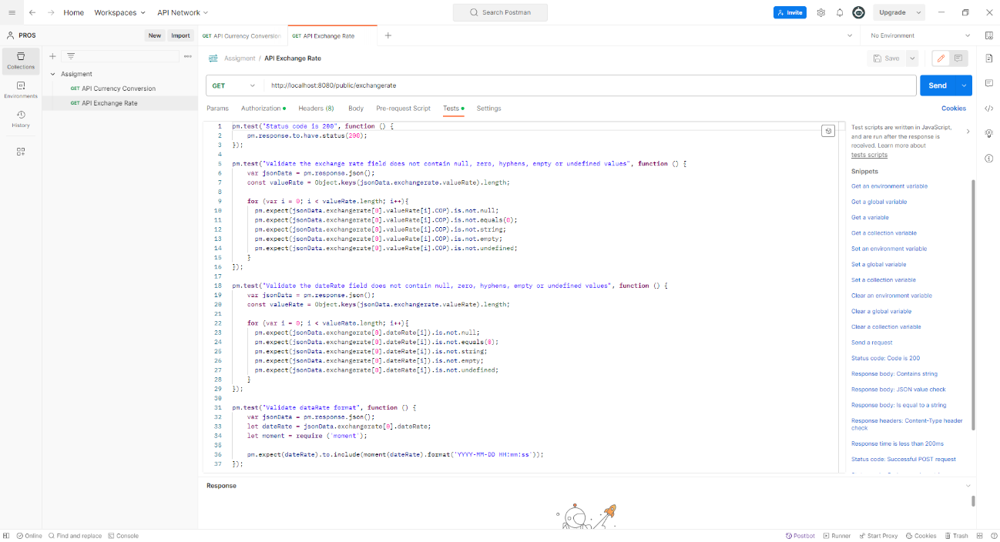 Home
Workspaces
API Network
Search Postman
Invite
Upgrade
PROS
New
Import
GET API Currency Conversion
GET API Exchange Rate
No Environment
Collections
Environments
History
Assigment
GET API Currency Conversion
GET API Exchange Rate
Assigment / API Exchange Rate
Save
GET
http://localhost:8080/public/exchangerate
Send
Params
Authorization
Headers (8)
Body
Pre-request Script
Tests
Settings
Cookies
1 pm.test("Status code is 200", function () {
2 pm.response.to.have.status(200);
3 });
4
5 pm.test("Validate the exchange rate field does not contain null, zero, hyphens, empty or undefined values", function () {
6 var jsonData = pm.response.json();
7 const valueRate = Object.keys(jsonData.exchangerate.valueRate).length;
8
9 for (var i = 0; i < valueRate.length; i++){
10 pm.expect(jsonData.exchangerate[0].valueRate[i].COP).is.not.null;
11 pm.expect(jsonData.exchangerate[0].valueRate[i].COP).is.not.equals(0);
12 pm.expect(jsonData.exchangerate[0].valueRate[i].COP).is.not.string;
13 pm.expect(jsonData.exchangerate[0].valueRate[i].COP).is.not.empty;
14 pm.expect(jsonData.exchangerate[0].valueRate[i].COP).is.not.undefined;
15 }
16 });
17
18 pm.test("Validate the dateRate field does not contain null, zero, hyphens, empty or undefined values", function () {
19 var jsonData = pm.response.json();
20 const valueRate = Object.keys(jsonData.exchangerate.valueRate).length;
21
22 for (var i = 0; i < valueRate.length; i++){
23 pm.expect(jsonData.exchangerate[0].dateRate[i]).is.not.null;
24 pm.expect(jsonData.exchangerate[0].dateRate[i]).is.not.equals(0);
25 pm.expect(jsonData.exchangerate[0].dateRate[i]).is.not.string;
26 pm.expect(jsonData.exchangerate[0].dateRate[i]).is.not.empty;
27 pm.expect(jsonData.exchangerate[0].dateRate[i]).is.not.undefined;
28 }
29 });
30
31 pm.test("Validate dataRate format", function () {
32 var jsonData = pm.response.json();
33 let dateRate = jsonData.exchangerate[0].dateRate;
34 let moment = require ('moment');
35
36 pm.expect(dateRate).to.include(moment(dateRate).format('YYYY-MM-DD HH:mm:ss'));
37 });
Test scripts are written in JavaScript,
and are run after the response is
received. Learn more about
tests scripts
Snippets
Get an environment variable
Get a global variable
Get a variable
Get a collection variable
Set an environment variable
Set a global variable
Set a collection variable
Clear an environment variable
Clear a global variable
Clear a collection variable
Send a request
Status code: Code is 200
Response body: Contains string
Response body: JSON value check
Response body: Is equal to a string
Response headers: Content-Type header
check
Response time is less than 200ms
Status code: Successful POST request
Response
Online
Find and replace
Console
Postbot
Runner
Start Proxy
Cookies
Trash